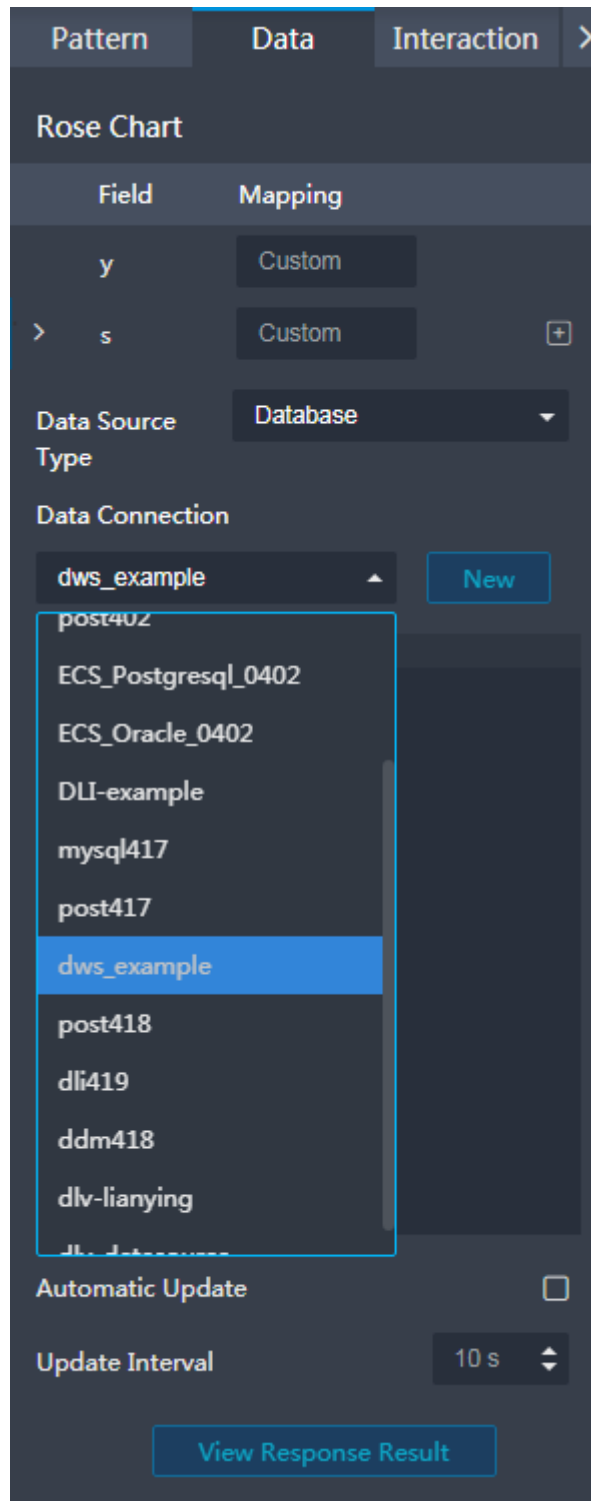 Pattern Data Interaction
Rose Chart
Field Mapping
y Custom
s Custom
Data Source Type Database
Data Connection
dws_example New
post402
ECS_Postgresql_0402
ECS_Oracle_0402
DLI-example
mysql417
post417
dws_example
post418
dli419
ddm418
dlv-lianying
Automatic Update
Update Interval 10 s
View Response Result